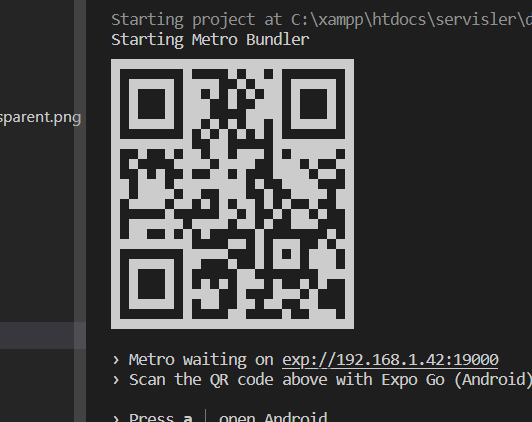 Starting project at C:\xampp\htdocs\servisler\d
Starting Metro Bundler
sparent.png
› Metro waiting on exp://192.168.1.42:19000
› Scan the QR code above with Expo Go (Android)
› Press a │ open Android